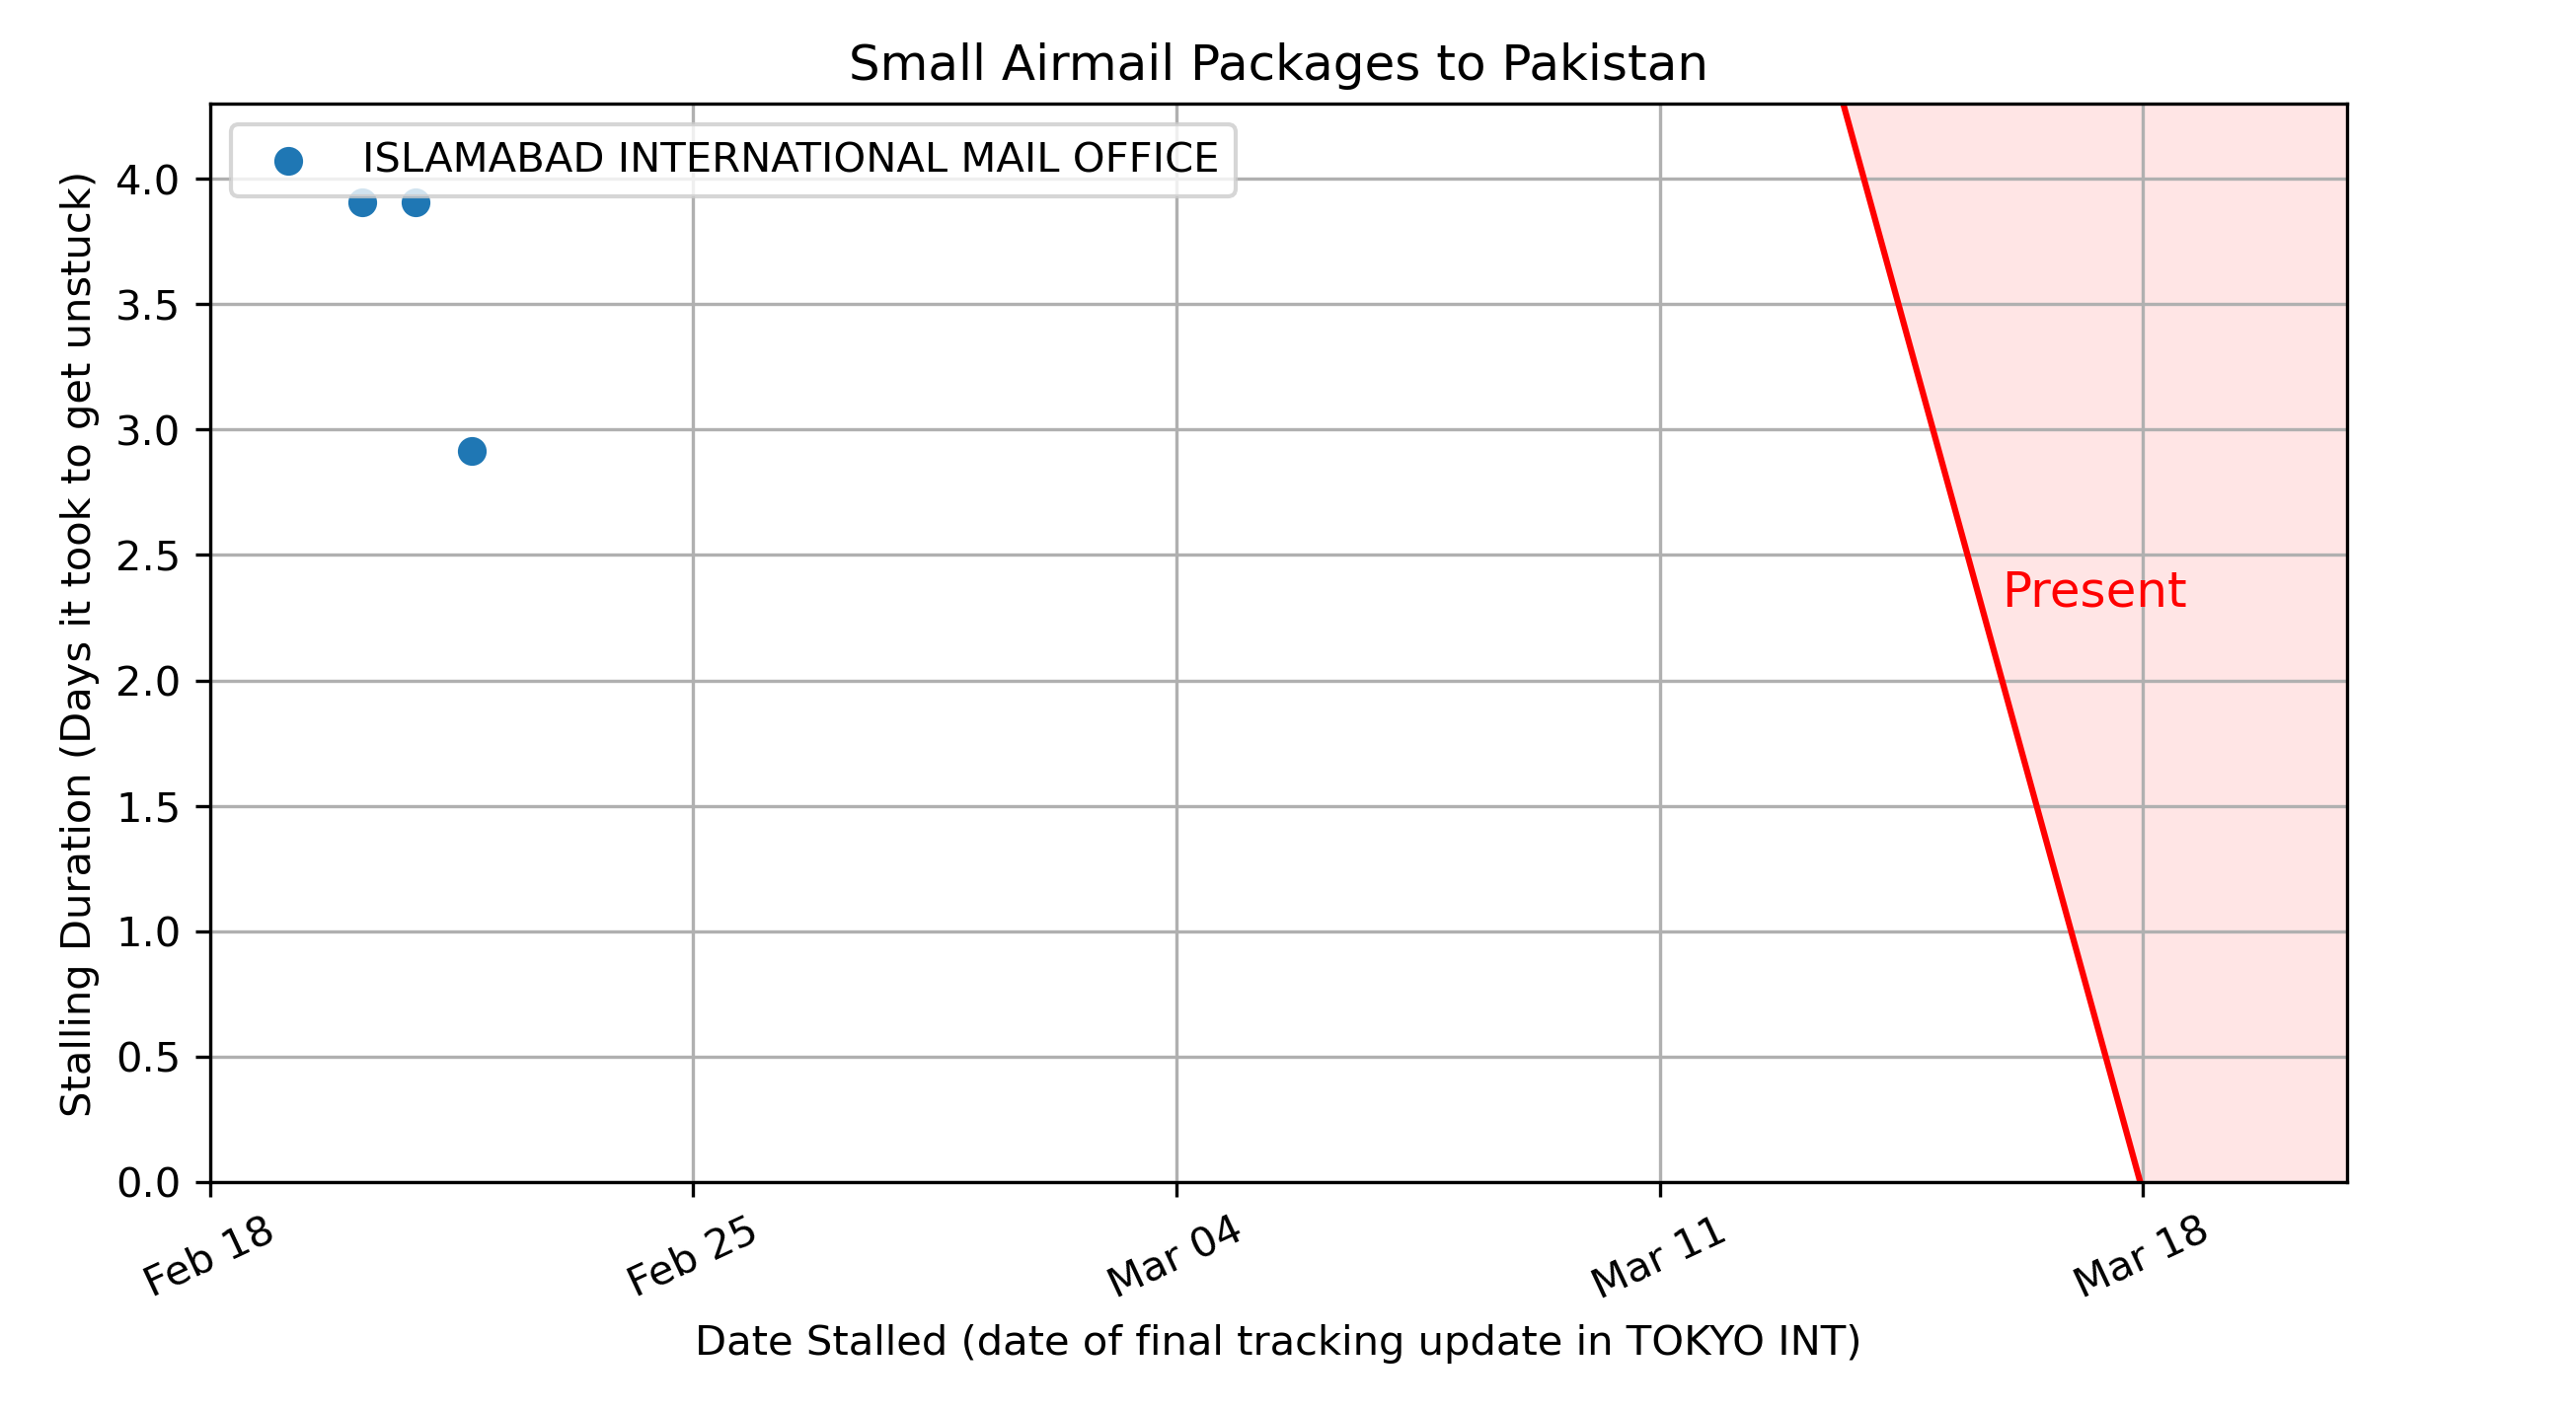 Small Airmail Packages to Pakistan
ISLAMABAD INTERNATIONAL MAIL OFFICE
Stalling Duration (Days it took to get unstuck)
4.0
3.5
3.0
2.5
2.0
1.5
1.0
0.5
0.0
Present
Feb 18
Feb 25
Mar 04
Mar 11
Mar 18
Date Stalled (date of final tracking update in TOKYO INT)